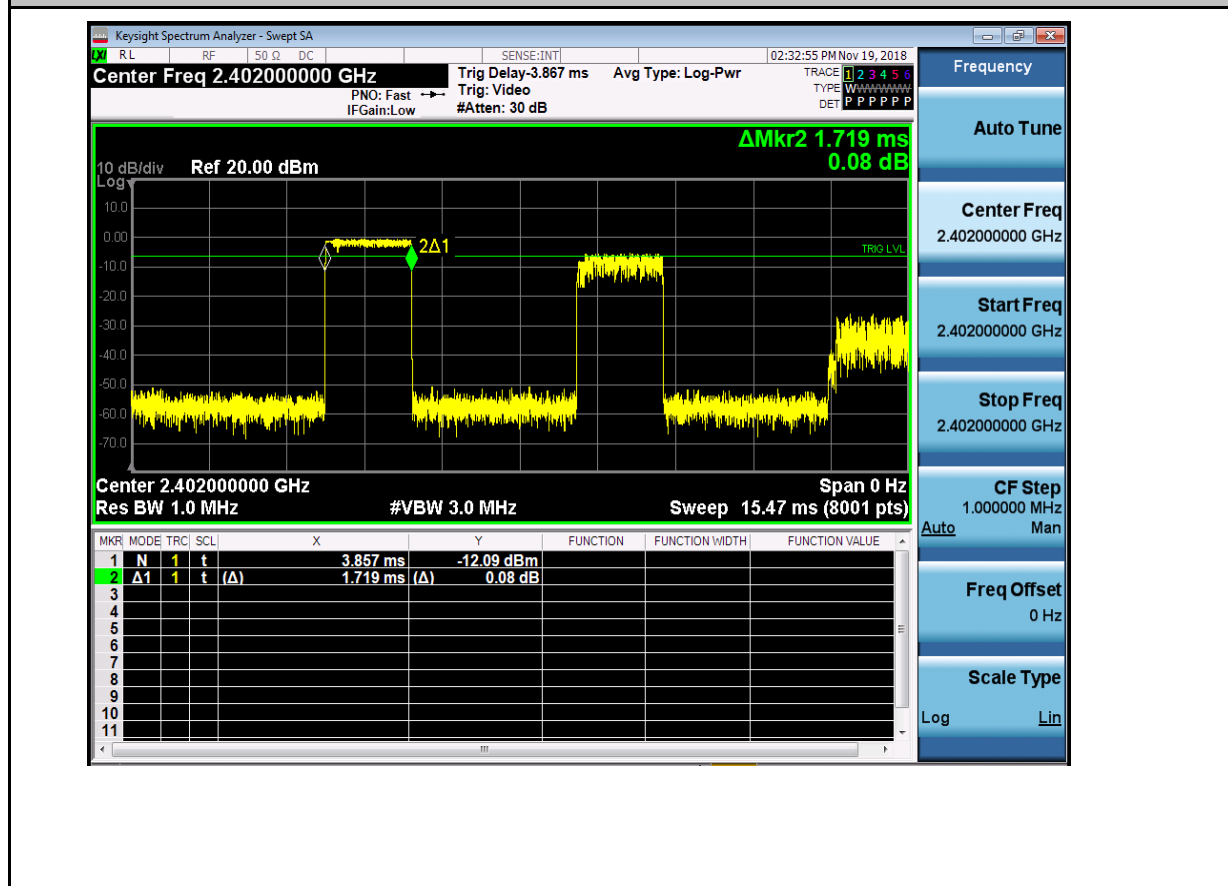 Keysight Spectrum Analyzer - Swept SA
LXI RL RF 50 Ω DC SENSE:INT 02:32:55 PM Nov 19, 2018
Center Freq 2.402000000 GHz
PNO: Fast
IFGain:Low
Trig Delay-3.867 ms
Trig: Video
#Atten: 30 dB
Avg Type: Log-Pwr
TRACE 1 2 3 4 5 6
TYPE WWWWWW
DET P P P P P P
ΔMkr2 1.719 ms
0.08 dB
10 dB/div Ref 20.00 dBm
Log
10.0
0.00
-10.0
-20.0
-30.0
-40.0
-50.0
-60.0
-70.0
2Δ1
TRIG LVL
Center 2.402000000 GHz Span 0 Hz
Res BW 1.0 MHz #VBW 3.0 MHz Sweep 15.47 ms (8001 pts)
MKR MODE TRC SCL X Y FUNCTION FUNCTION WIDTH FUNCTION VALUE
1 N 1 t 3.857 ms -12.09 dBm
2 Δ1 1 t (Δ) 1.719 ms (Δ) 0.08 dB
3
4
5
6
7
8
9
10
11
Frequency
Auto Tune
Center Freq
2.402000000 GHz
Start Freq
2.402000000 GHz
Stop Freq
2.402000000 GHz
CF Step
1.000000 MHz
Auto Man
Freq Offset
0 Hz
Scale Type
Log Lin